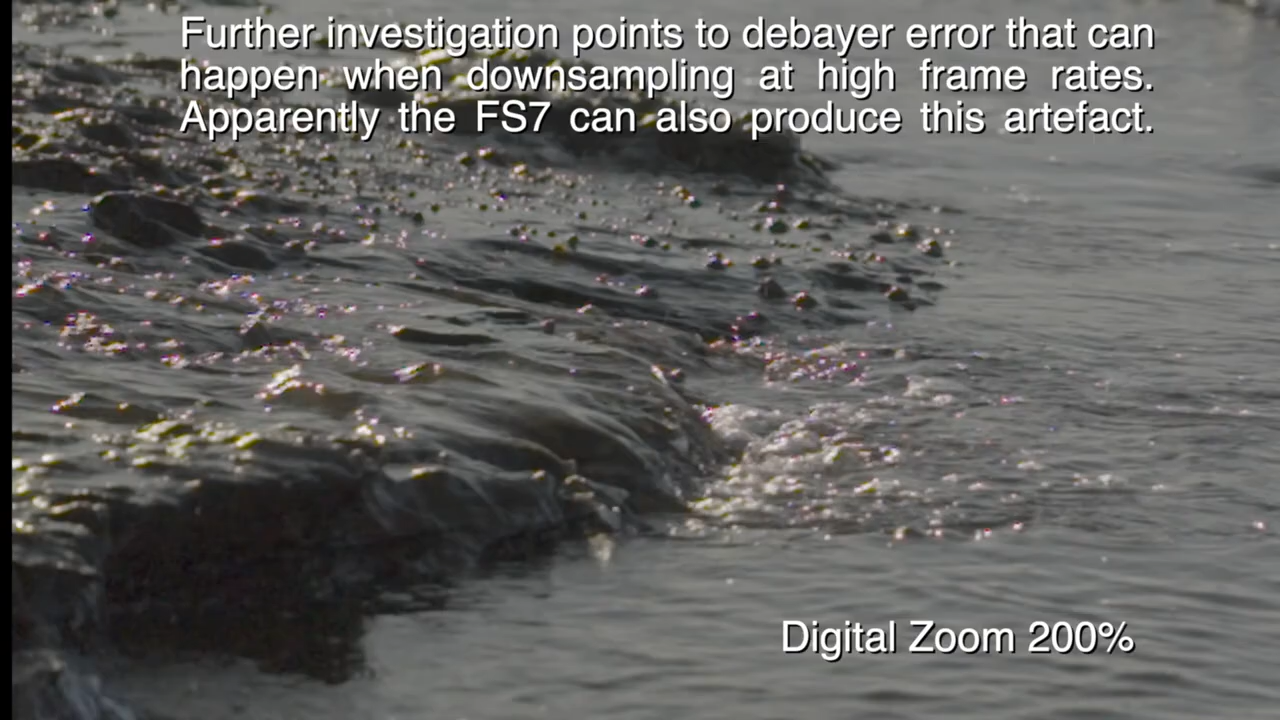 Further investigation points to debayer error that can
happen when downsampling at high frame rates.
Apparently the FS7 can also produce this artefact.
Digital Zoom 200%